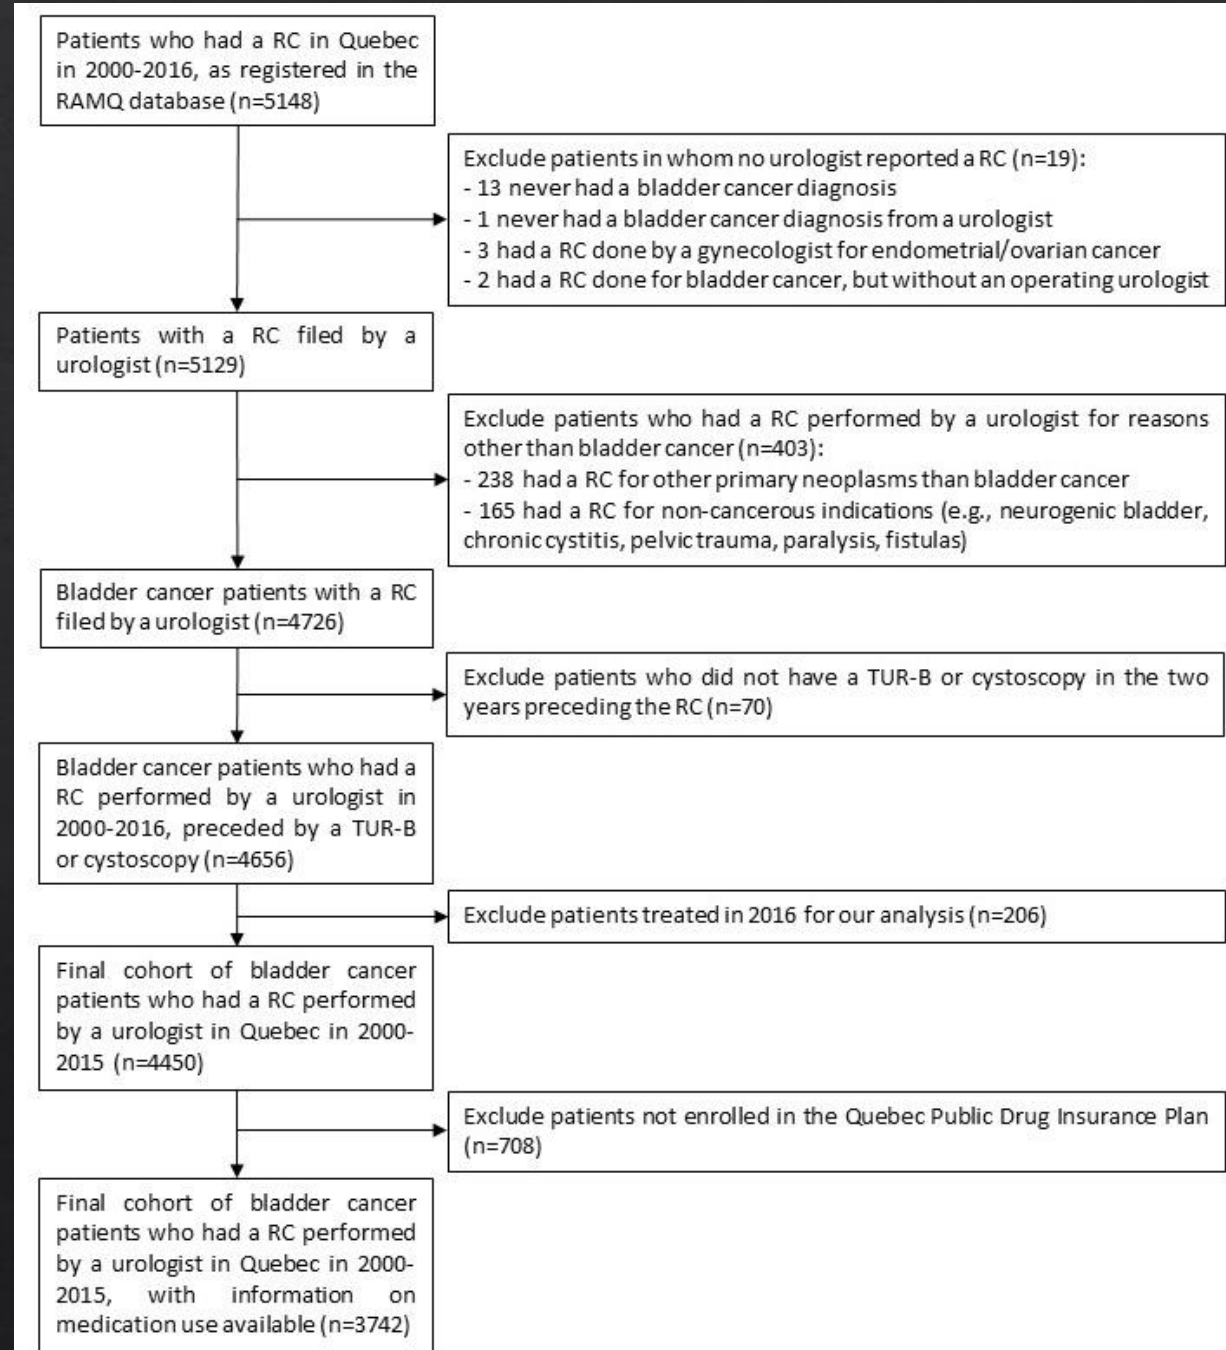 Patients who had a RC in Quebec
in 2000-2016, as registered in the
RAMQ database (n=5148)
Exclude patients in whom no urologist reported a RC (n=19):
- 13 never had a bladder cancer diagnosis
- 1 never had a bladder cancer diagnosis from a urologist
- 3 had a RC done by a gynecologist for endometrial/ovarian cancer
- 2 had a RC done for bladder cancer, but without an operating urologist
Patients with a RC filed by a
urologist (n=5129)
Exclude patients who had a RC performed by a urologist for reasons
other than bladder cancer (n=403):
- 238 had a RC for other primary neoplasms than bladder cancer
- 165 had a RC for non-cancerous indications (e.g., neurogenic bladder,
chronic cystitis, pelvic trauma, paralysis, fistulas)
Bladder cancer patients with a RC
filed by a urologist (n=4726)
Exclude patients who did not have a TUR-B or cystoscopy in the two
years preceding the RC (n=70)
Bladder cancer patients who had a
RC performed by a urologist in
2000-2016, preceded by a TUR-B
or cystoscopy (n=4656)
Exclude patients treated in 2016 for our analysis (n=206)
Final cohort of bladder cancer
patients who had a RC performed
by a urologist in Quebec in 2000-
2015 (n=4450)
Exclude patients not enrolled in the Quebec Public Drug Insurance Plan
(n=708)
Final cohort of bladder cancer
patients who had a RC performed
by a urologist in Quebec in 2000-
2015, with information on
medication use available (n=3742)